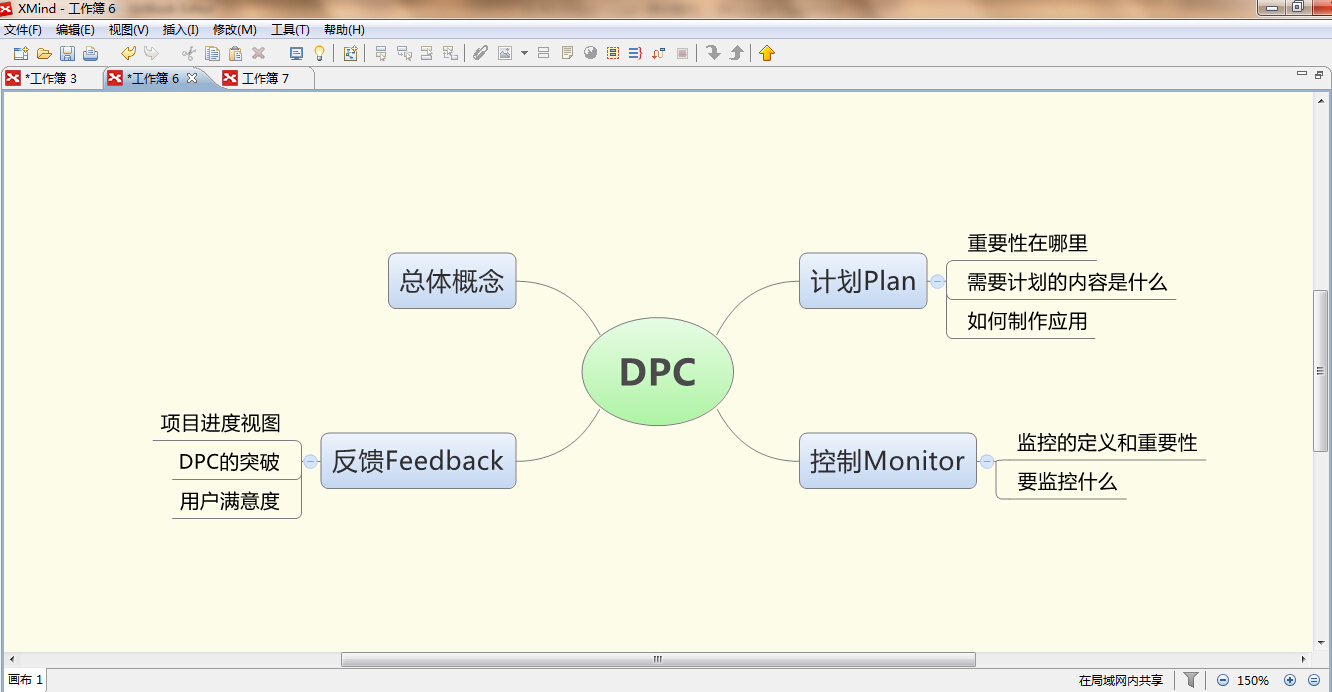 XMind - 工作簿 6
文件(F) 编辑(E) 视图(V) 插入(I) 修改(M) 工具(T) 帮助(H)
*工作簿 3 *工作簿 6 工作簿 7
总体概念
计划Plan
重要性在哪里
需要计划的内容是什么
如何制作应用
DPC
项目进度视图
DPC的突破
用户满意度
反馈Feedback
控制Monitor
监控的定义和重要性
要监控什么
画布 1
在局域网内共享 150%